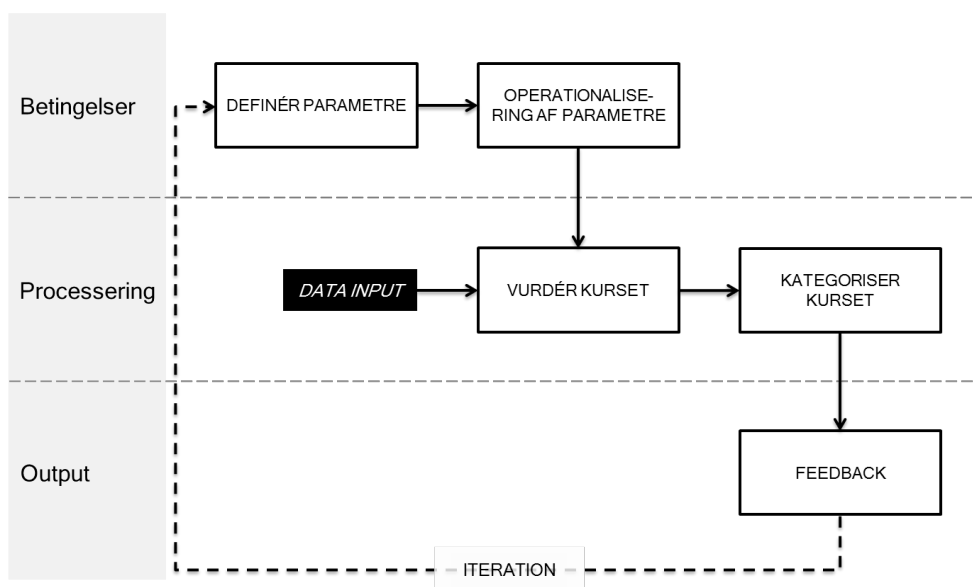 Betingelser
DEFINÉR PARAMETRE
OPERATIONALISE-
RING AF PARAMETRE
Processering
DATA INPUT
VURDÉR KURSET
KATEGORISER
KURSET
Output
FEEDBACK
ITERATION